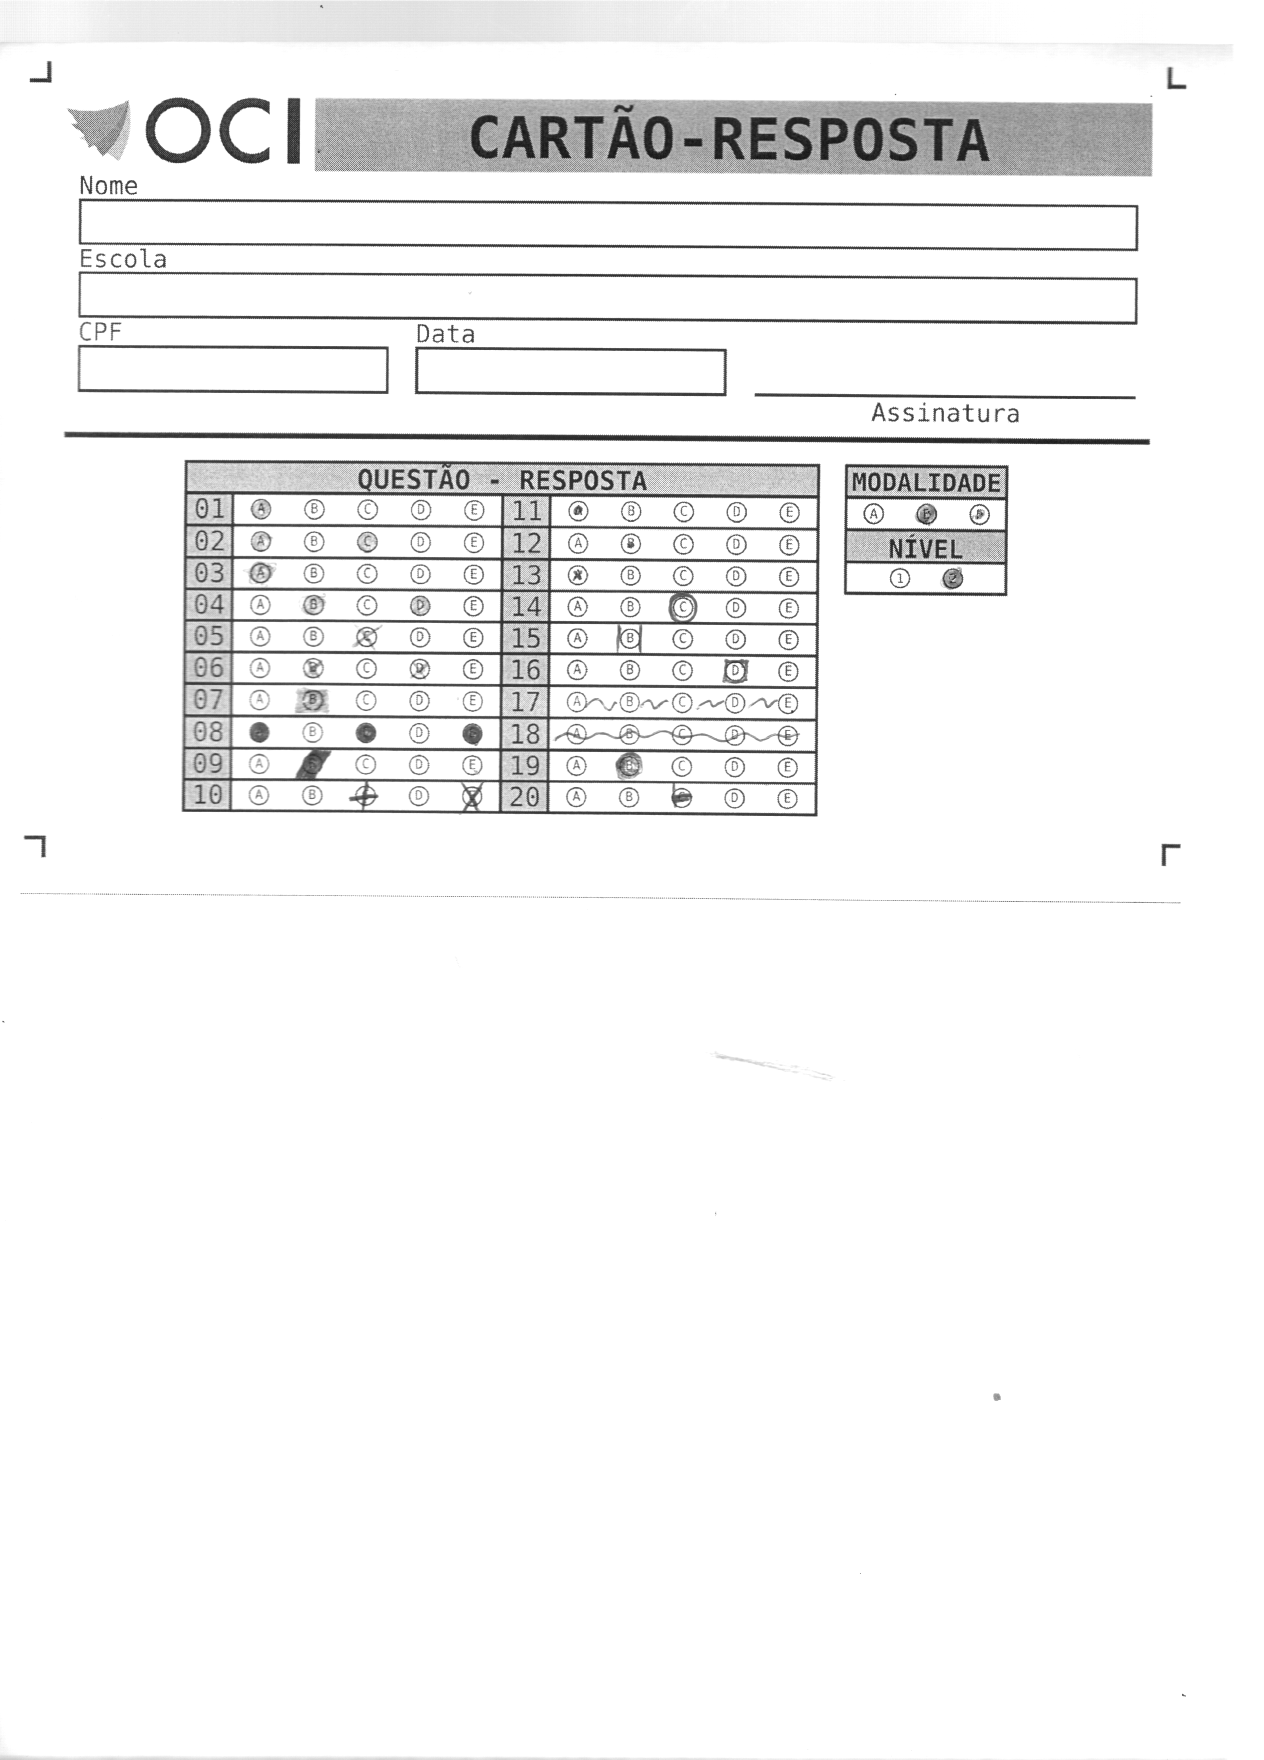 OCI CARTÃO-RESPOSTA
Nome
Escola
CPF Data
Assinatura
QUESTÃO - RESPOSTA
01 A B C D E 11 B C D E
02 A B C D E 12 A B C D E
03 A B C D E 13 B C D E
04 A B C D E 14 A B C D E
05 A B C D E 15 A B C D E
06 A B C D E 16 A B C D E
07 A B C D E 17 A B C D E
08 B D 18 A B C D E
09 A C D E 19 A B C D E
10 A B D 20 A B D E
MODALIDADE
A B
NÍVEL
1 2